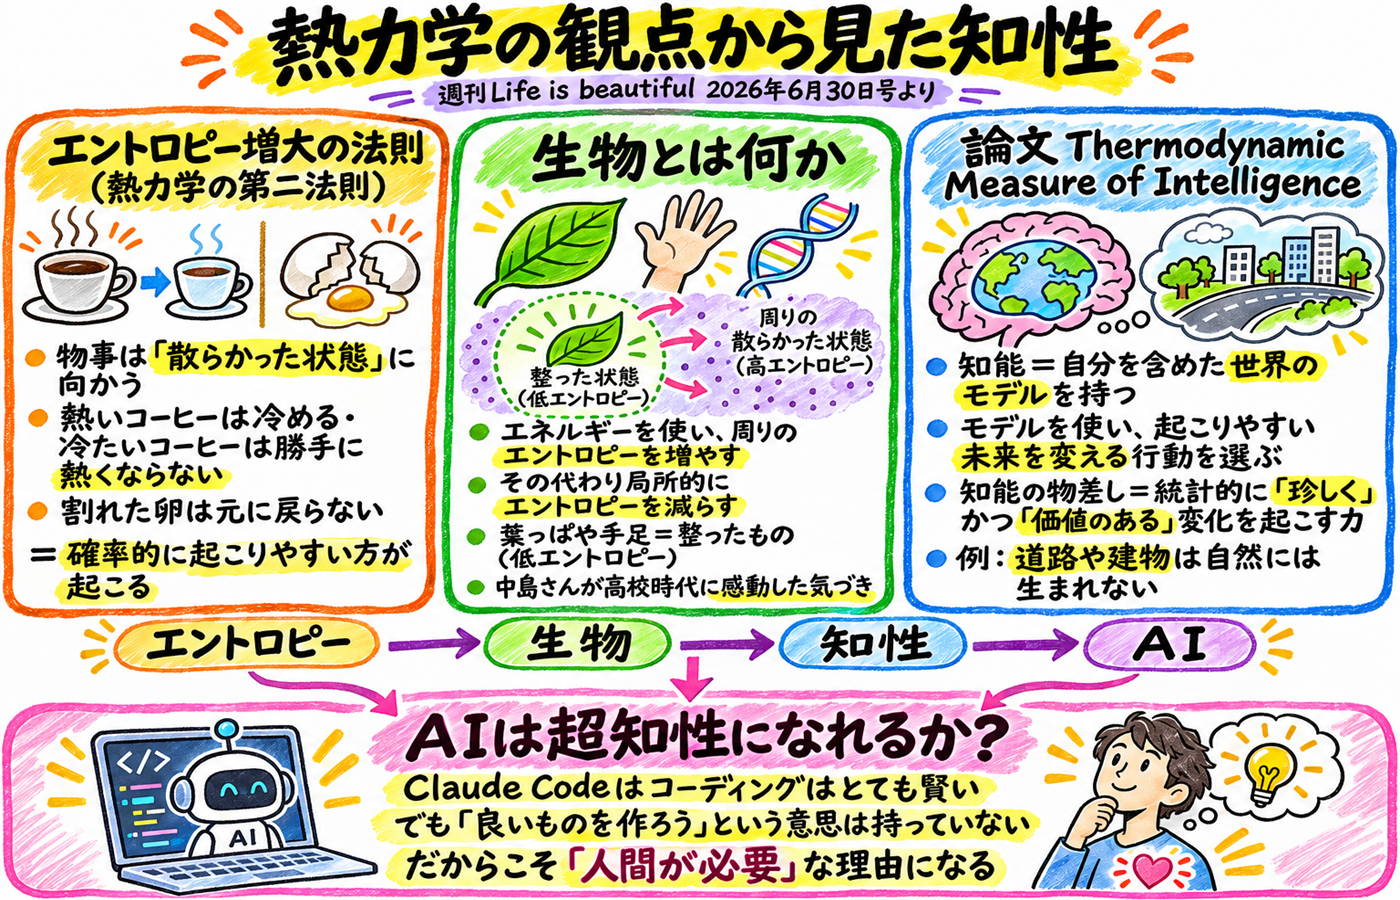 熱力学の観点から見た知性
週刊 Life is beautiful 2026年6月30日号より
エントロピー増大の法則
(熱力学の第二法則)
物事は「散らかった状態」に
向かう
熱いコーヒーは冷める・
冷たいコーヒーは勝手に
熱くならない
割れた卵は元に戻らない
= 確率的に起こりやすい方が
起こる
生物とは何か
整った状態
(低エントロピー)
周りの
散らかった状態
(高エントロピー)
エネルギーを使い、周りの
エントロピーを増やす
その代わり局所的に
エントロピーを減らす
葉っぱや手足=整ったもの
(低エントロピー)
中島さんが高校時代に感動した気づき
論文 Thermodynamic
Measure of Intelligence
知能=自分を含めた世界の
モデルを持つ
モデルを使い、起こりやすい
未来を変える行動を選ぶ
知能の物差し=統計的に「珍しく」
かつ「価値のある」変化を起こす力
例: 道路や建物は自然には
生まれない
エントロピー
生物
知性
AI
AIは超知性になれるか?
</>
AI
Claude Code はコーディングはとても賢い
でも「良いものを作ろう」という意思は持っていない
だからこそ「人間が必要」な理由になる